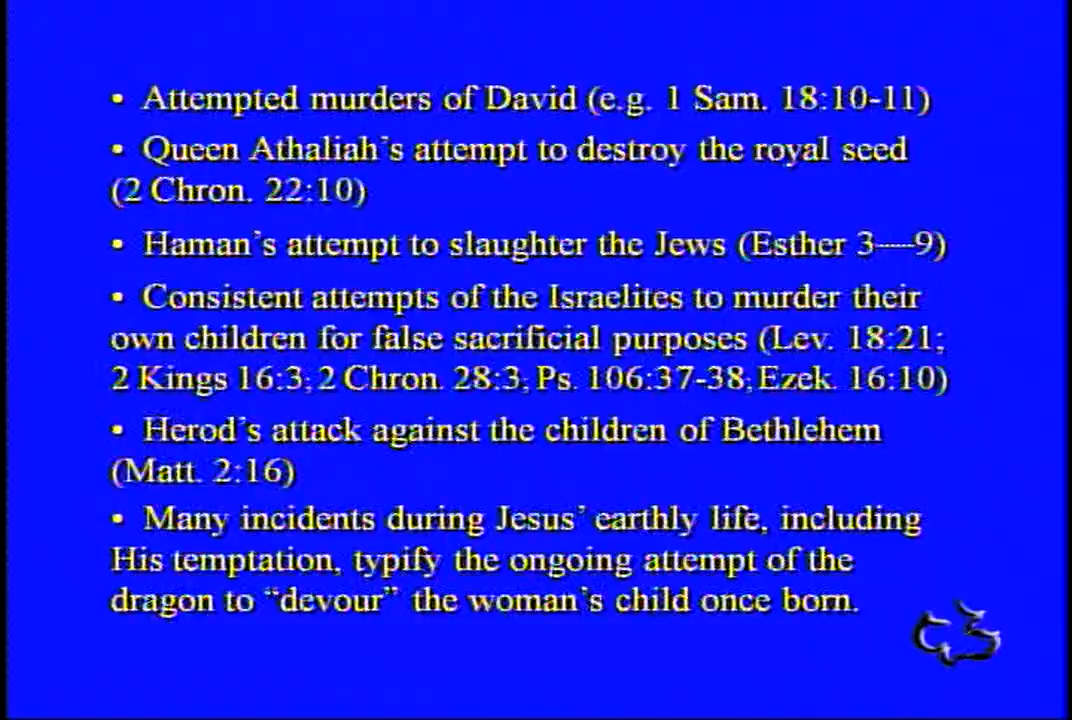 • Attempted murders of David (e.g. 1 Sam. 18:10-11)
• Queen Athaliah's attempt to destroy the royal seed
(2 Chron. 22:10)
• Haman's attempt to slaughter the Jews (Esther 3—9)
• Consistent attempts of the Israelites to murder their
own children for false sacrificial purposes (Lev. 18:21;
2 Kings 16:3; 2 Chron. 28:3; Ps. 106:37-38; Ezek. 16:10)
• Herod's attack against the children of Bethlehem
(Matt. 2:16)
• Many incidents during Jesus' earthly life, including
His temptation, typify the ongoing attempt of the
dragon to “devour” the woman's child once born.